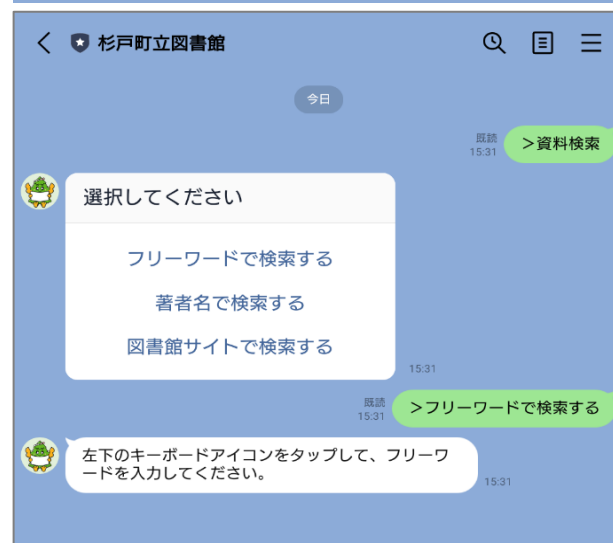 杉戸町立図書館
今日
既読
15:31
>資料検索
選択してください
フリーワードで検索する
著者名で検索する
図書館サイトで検索する
15:31
既読
15:31
>フリーワードで検索する
左下のキーボードアイコンをタップして、フリーワ
ードを入力してください。
15:31